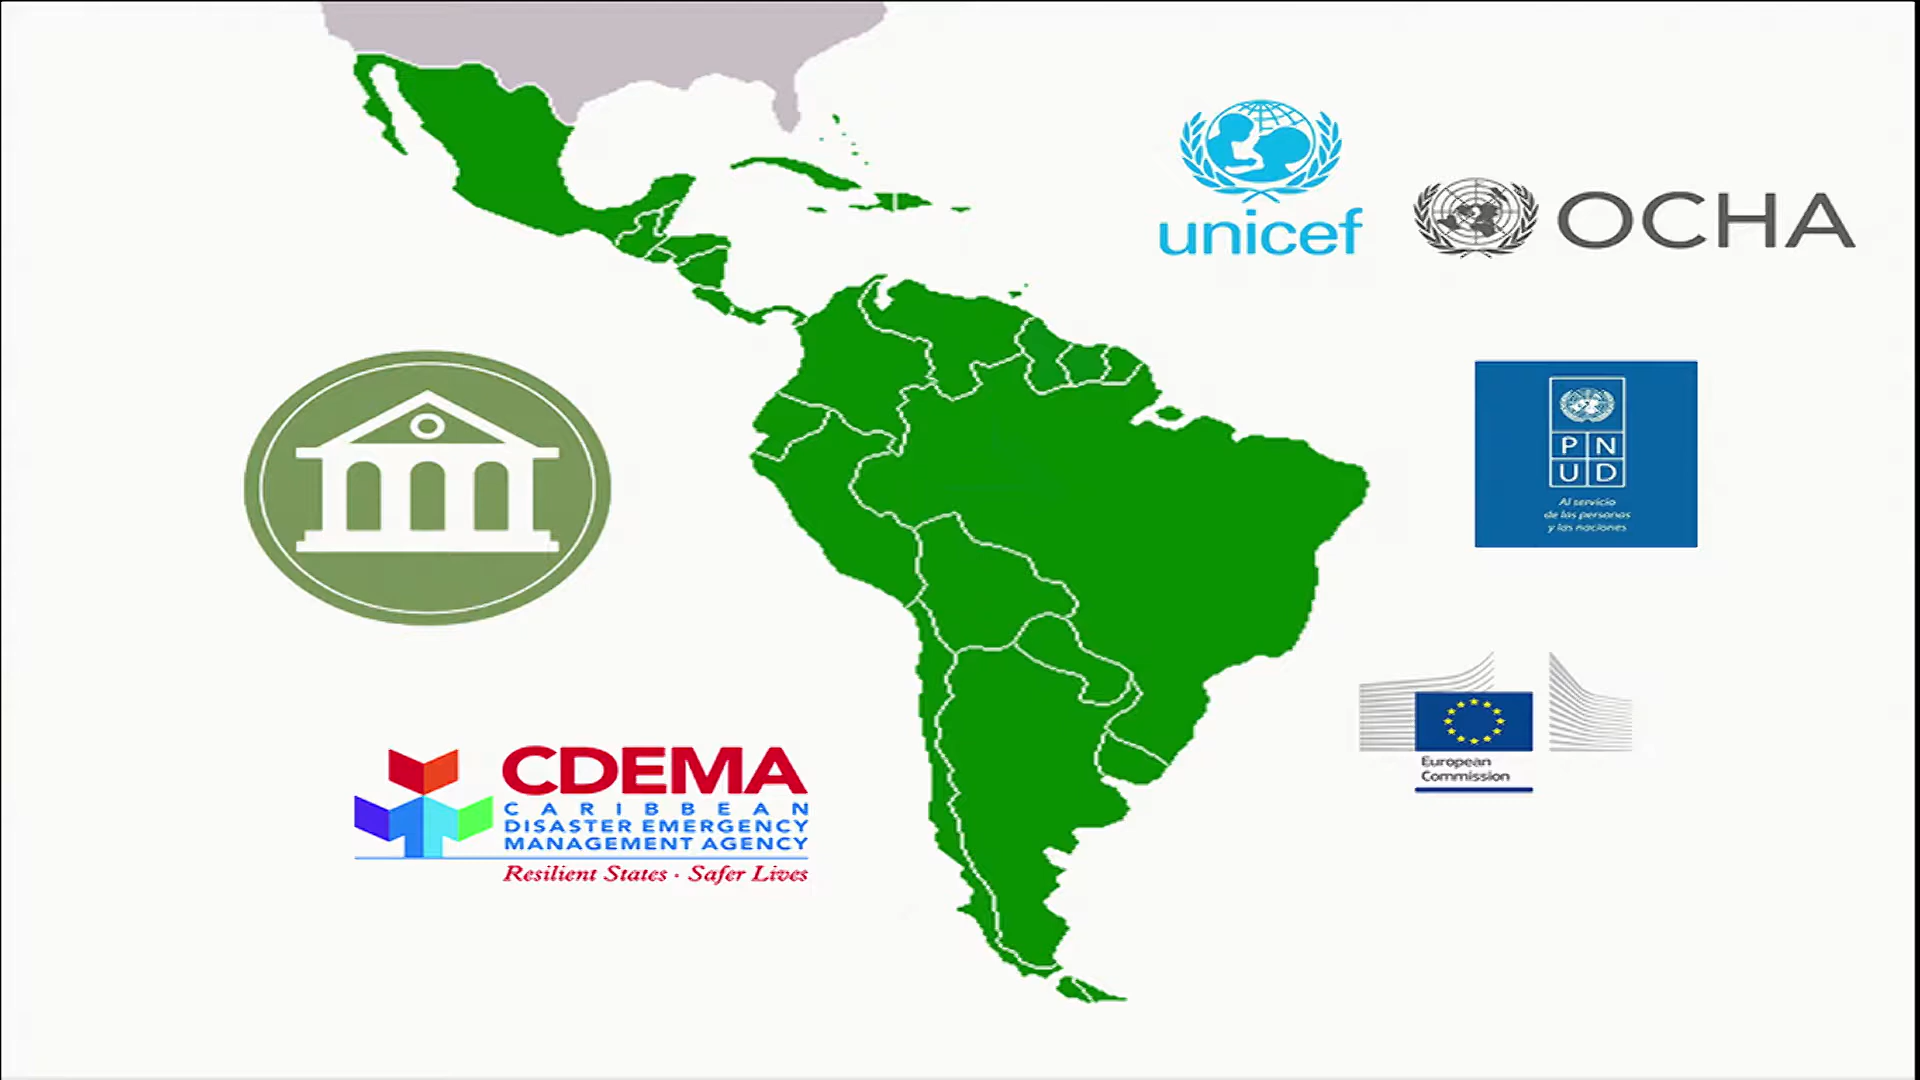 unicef
OCHA
P N
U D
Al servicio
de las personas
y las naciones
European
Commission
CDEMA
CARIBBEAN
DISASTER EMERGENCY
MANAGEMENT AGENCY
Resilient States · Safer Lives